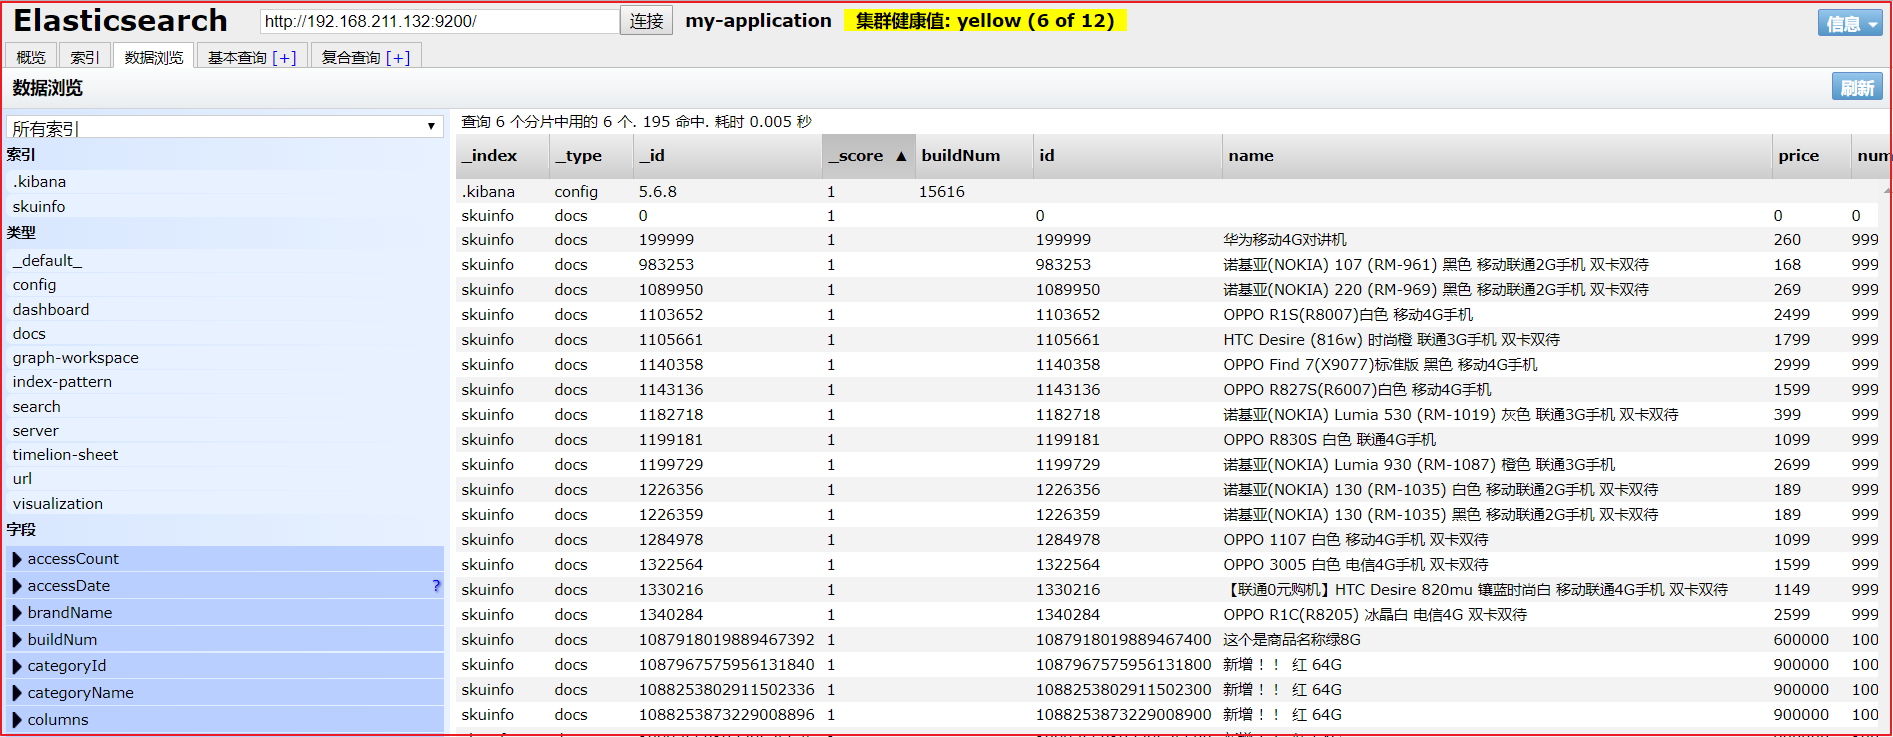 Elasticsearch http://192.168.211.132:9200/ 连接 my-application 集群健康值: yellow (6 of 12) 信息
概览 索引 数据浏览 基本查询 [+] 复合查询 [+]
数据浏览 刷新
所有索引
索引
.kibana
skuinfo
类型
_default_
config
dashboard
docs
graph-workspace
index-pattern
search
server
timelion-sheet
url
visualization
字段
accessCount
accessDate ?
brandName
buildNum
categoryId
categoryName
columns
查询 6 个分片中用的 6 个. 195 命中. 耗时 0.005 秒
_index _type _id _score ▲ buildNum id name price num
.kibana config 5.6.8 1 15616
skuinfo docs 0 1 0 0 0
skuinfo docs 199999 1 199999 华为移动4G对讲机 260 999
skuinfo docs 983253 1 983253 诺基亚(NOKIA) 107 (RM-961) 黑色 移动联通2G手机 双卡双待 168 999
skuinfo docs 1089950 1 1089950 诺基亚(NOKIA) 220 (RM-969) 黑色 移动联通2G手机 双卡双待 269 999
skuinfo docs 1103652 1 1103652 OPPO R1S(R8007)白色 移动4G手机 2499 999
skuinfo docs 1105661 1 1105661 HTC Desire (816w) 时尚橙 联通3G手机 双卡双待 1799 999
skuinfo docs 1140358 1 1140358 OPPO Find 7(X9077)标准版 黑色 移动4G手机 2999 999
skuinfo docs 1143136 1 1143136 OPPO R827S(R6007)白色 移动4G手机 1599 999
skuinfo docs 1182718 1 1182718 诺基亚(NOKIA) Lumia 530 (RM-1019) 灰色 联通3G手机 双卡双待 399 999
skuinfo docs 1199181 1 1199181 OPPO R830S 白色 联通4G手机 1099 999
skuinfo docs 1199729 1 1199729 诺基亚(NOKIA) Lumia 930 (RM-1087) 橙色 联通3G手机 2699 999
skuinfo docs 1226356 1 1226356 诺基亚(NOKIA) 130 (RM-1035) 白色 移动联通2G手机 双卡双待 189 999
skuinfo docs 1226359 1 1226359 诺基亚(NOKIA) 130 (RM-1035) 黑色 移动联通2G手机 双卡双待 189 999
skuinfo docs 1284978 1 1284978 OPPO 1107 白色 移动4G手机 双卡双待 1099 999
skuinfo docs 1322564 1 1322564 OPPO 3005 白色 电信4G手机 双卡双待 1599 999
skuinfo docs 1330216 1 1330216 【联通0元购机】HTC Desire 820mu 镶蓝时尚白 移动联通4G手机 双卡双待 1149 999
skuinfo docs 1340284 1 1340284 OPPO R1C(R8205) 冰晶白 电信4G 双卡双待 2599 999
skuinfo docs 1087918019889467392 1 1087918019889467400 这个是商品名称绿8G 600000 100
skuinfo docs 1087967575956131840 1 1087967575956131800 新增！！ 红 64G 900000 100
skuinfo docs 1088253802911502336 1 1088253802911502300 新增！！ 红 64G 900000 100
skuinfo docs 1088253873229008896 1 1088253873229008900 新增！！ 红 64G 900000 100